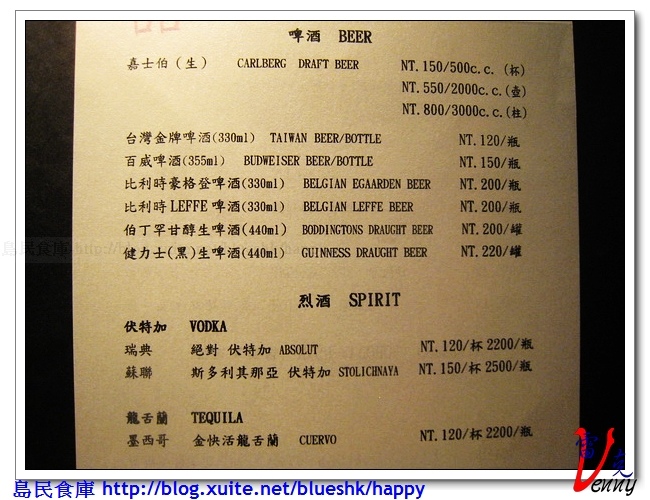 啤酒 BEER
嘉士伯（生） CARLBERG DRAFT BEER NT.150/500c.c.(杯)
NT.550/2000c.c.(壺)
NT.800/3000c.c.(柱)
台灣金牌啤酒(330ml) TAIWAN BEER/BOTTLE NT.120/瓶
百威啤酒(355ml) BUDWEISER BEER/BOTTLE NT.150/瓶
比利時豪格登啤酒(330ml) BELGIAN EGAARDEN BEER NT.200/瓶
比利時LEFFE啤酒(330ml) BELGIAN LEFFE BEER NT.200/瓶
伯丁罕甘醇生啤酒(440ml) BODDINGTONS DRAUGHT BEER NT.200/罐
健力士(黑)生啤酒(440ml) GUINNESS DRAUGHT BEER NT.220/罐
烈酒 SPIRIT
伏特加 VODKA
瑞典 絕對 伏特加 ABSOLUT NT.120/杯 2200/瓶
蘇聯 斯多利其那亞 伏特加 STOLICHNAYA NT.150/杯 2500/瓶
龍舌蘭 TEQUILA
墨西哥 金快活龍舌蘭 CUERVO NT.120/杯 2200/瓶
Venny
島民食庫 http://blog.xuite.net/blueshk/happy